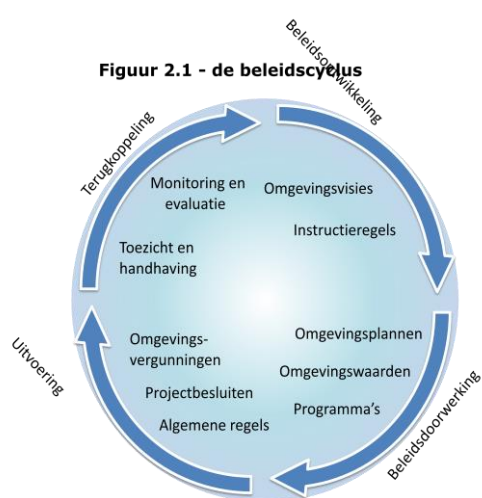 Figuur 2.1 - de beleidscyclus
Beleidsontwikkeling
Terugkoppeling
Monitoring en
evaluatie
Omgevingsvisies
Instructieregels
Toezicht en
handhaving
Omgevings-
vergunningen
Projectbesluiten
Algemene regels
Omgevingsplannen
Omgevingswaarden
Programma's
Uitvoering
Beleidsdoorwerking